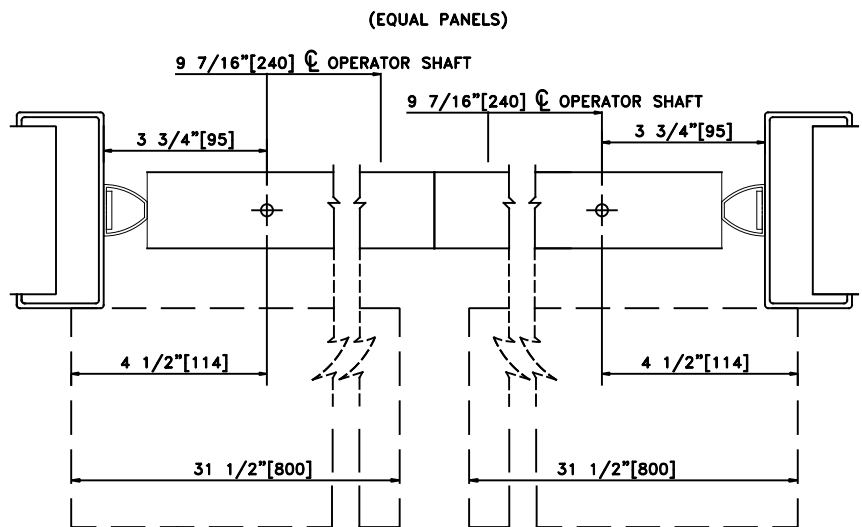 (EQUAL PANELS)
9 7/16"[240] ℄ OPERATOR SHAFT
9 7/16"[240] ℄ OPERATOR SHAFT
3 3/4"[95]
3 3/4"[95]
4 1/2"[114]
4 1/2"[114]
31 1/2"[800]
31 1/2"[800]